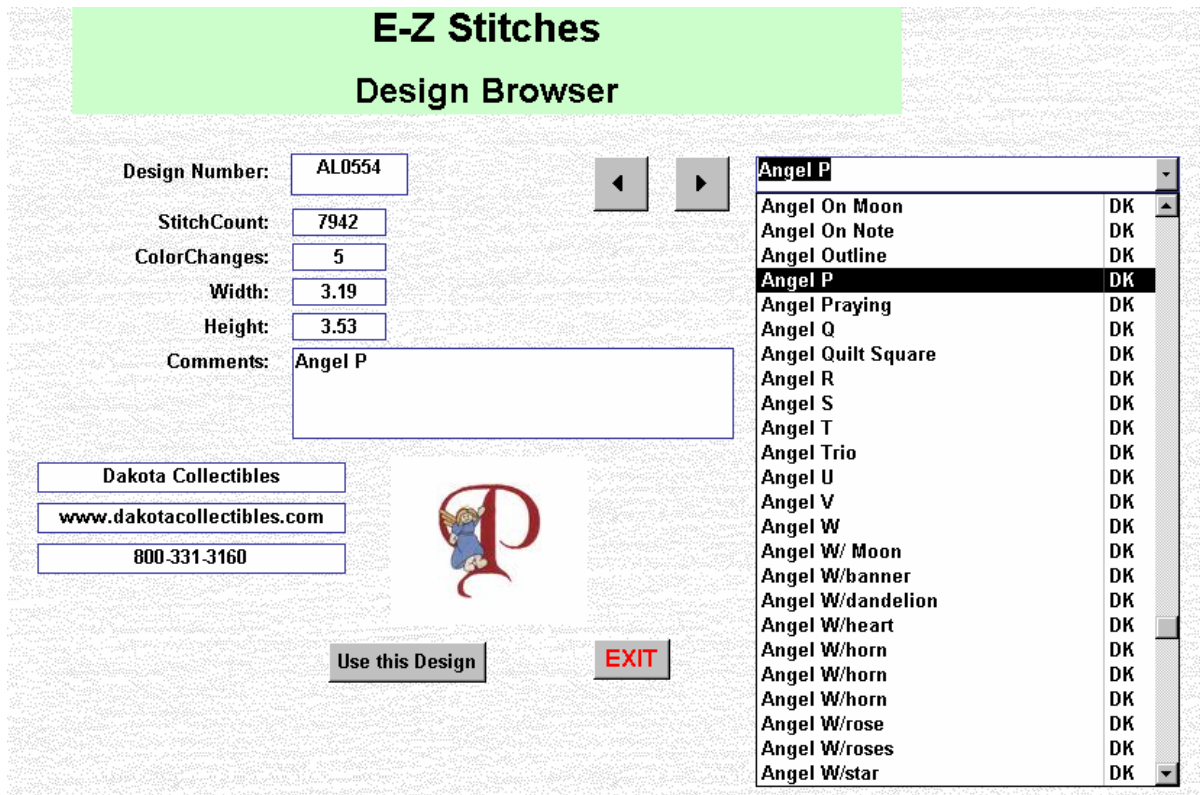 E-Z Stitches
Design Browser
Design Number: AL0554
StitchCount: 7942
ColorChanges: 5
Width: 3.19
Height: 3.53
Comments: Angel P
Dakota Collectibles
www.dakotacollectibles.com
800-331-3160
P
Use this Design
EXIT
Angel P
Angel On Moon DK
Angel On Note DK
Angel Outline DK
Angel P DK
Angel Praying DK
Angel Q DK
Angel Quilt Square DK
Angel R DK
Angel S DK
Angel T DK
Angel Trio DK
Angel U DK
Angel V DK
Angel W DK
Angel W/ Moon DK
Angel W/banner DK
Angel W/dandelion DK
Angel W/heart DK
Angel W/horn DK
Angel W/horn DK
Angel W/horn DK
Angel W/rose DK
Angel W/roses DK
Angel W/star DK